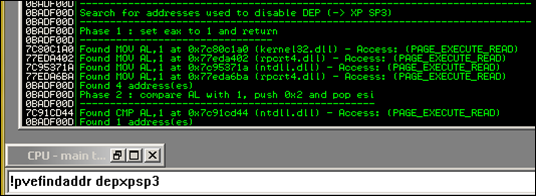 0BADF00D ------------------------------------------------------------
0BADF00D Search for addresses used to disable DEP (-> XP SP3)
0BADF00D ------------------------------------------------------------
0BADF00D Phase 1 : set eax to 1 and return
0BADF00D ------------------------------
7C80C1A0 Found MOV AL,1 at 0x7c80c1a0 (kernel32.dll) - Access: (PAGE_EXECUTE_READ)
77EDA402 Found MOV AL,1 at 0x77eda402 (rport4.dll) - Access: (PAGE_EXECUTE_READ)
7C95371A Found MOV AL,1 at 0x7c95371a (ntdll.dll) - Access: (PAGE_EXECUTE_READ)
77EDA6BA Found MOV AL,1 at 0x77eda6ba (rport4.dll) - Access: (PAGE_EXECUTE_READ)
0BADF00D Found 4 address(es)
0BADF00D Phase 2 : compare AL with 1, push 0x2 and pop esi
0BADF00D ----------------------------------------------
7C91CD44 Found CMP AL,1 at 0x7c91cd44 (ntdll.dll) - Access: (PAGE_EXECUTE_READ)
0BADF00D Found 1 address(es)
CPU - main t...
!pvefindaddr depxpsp3